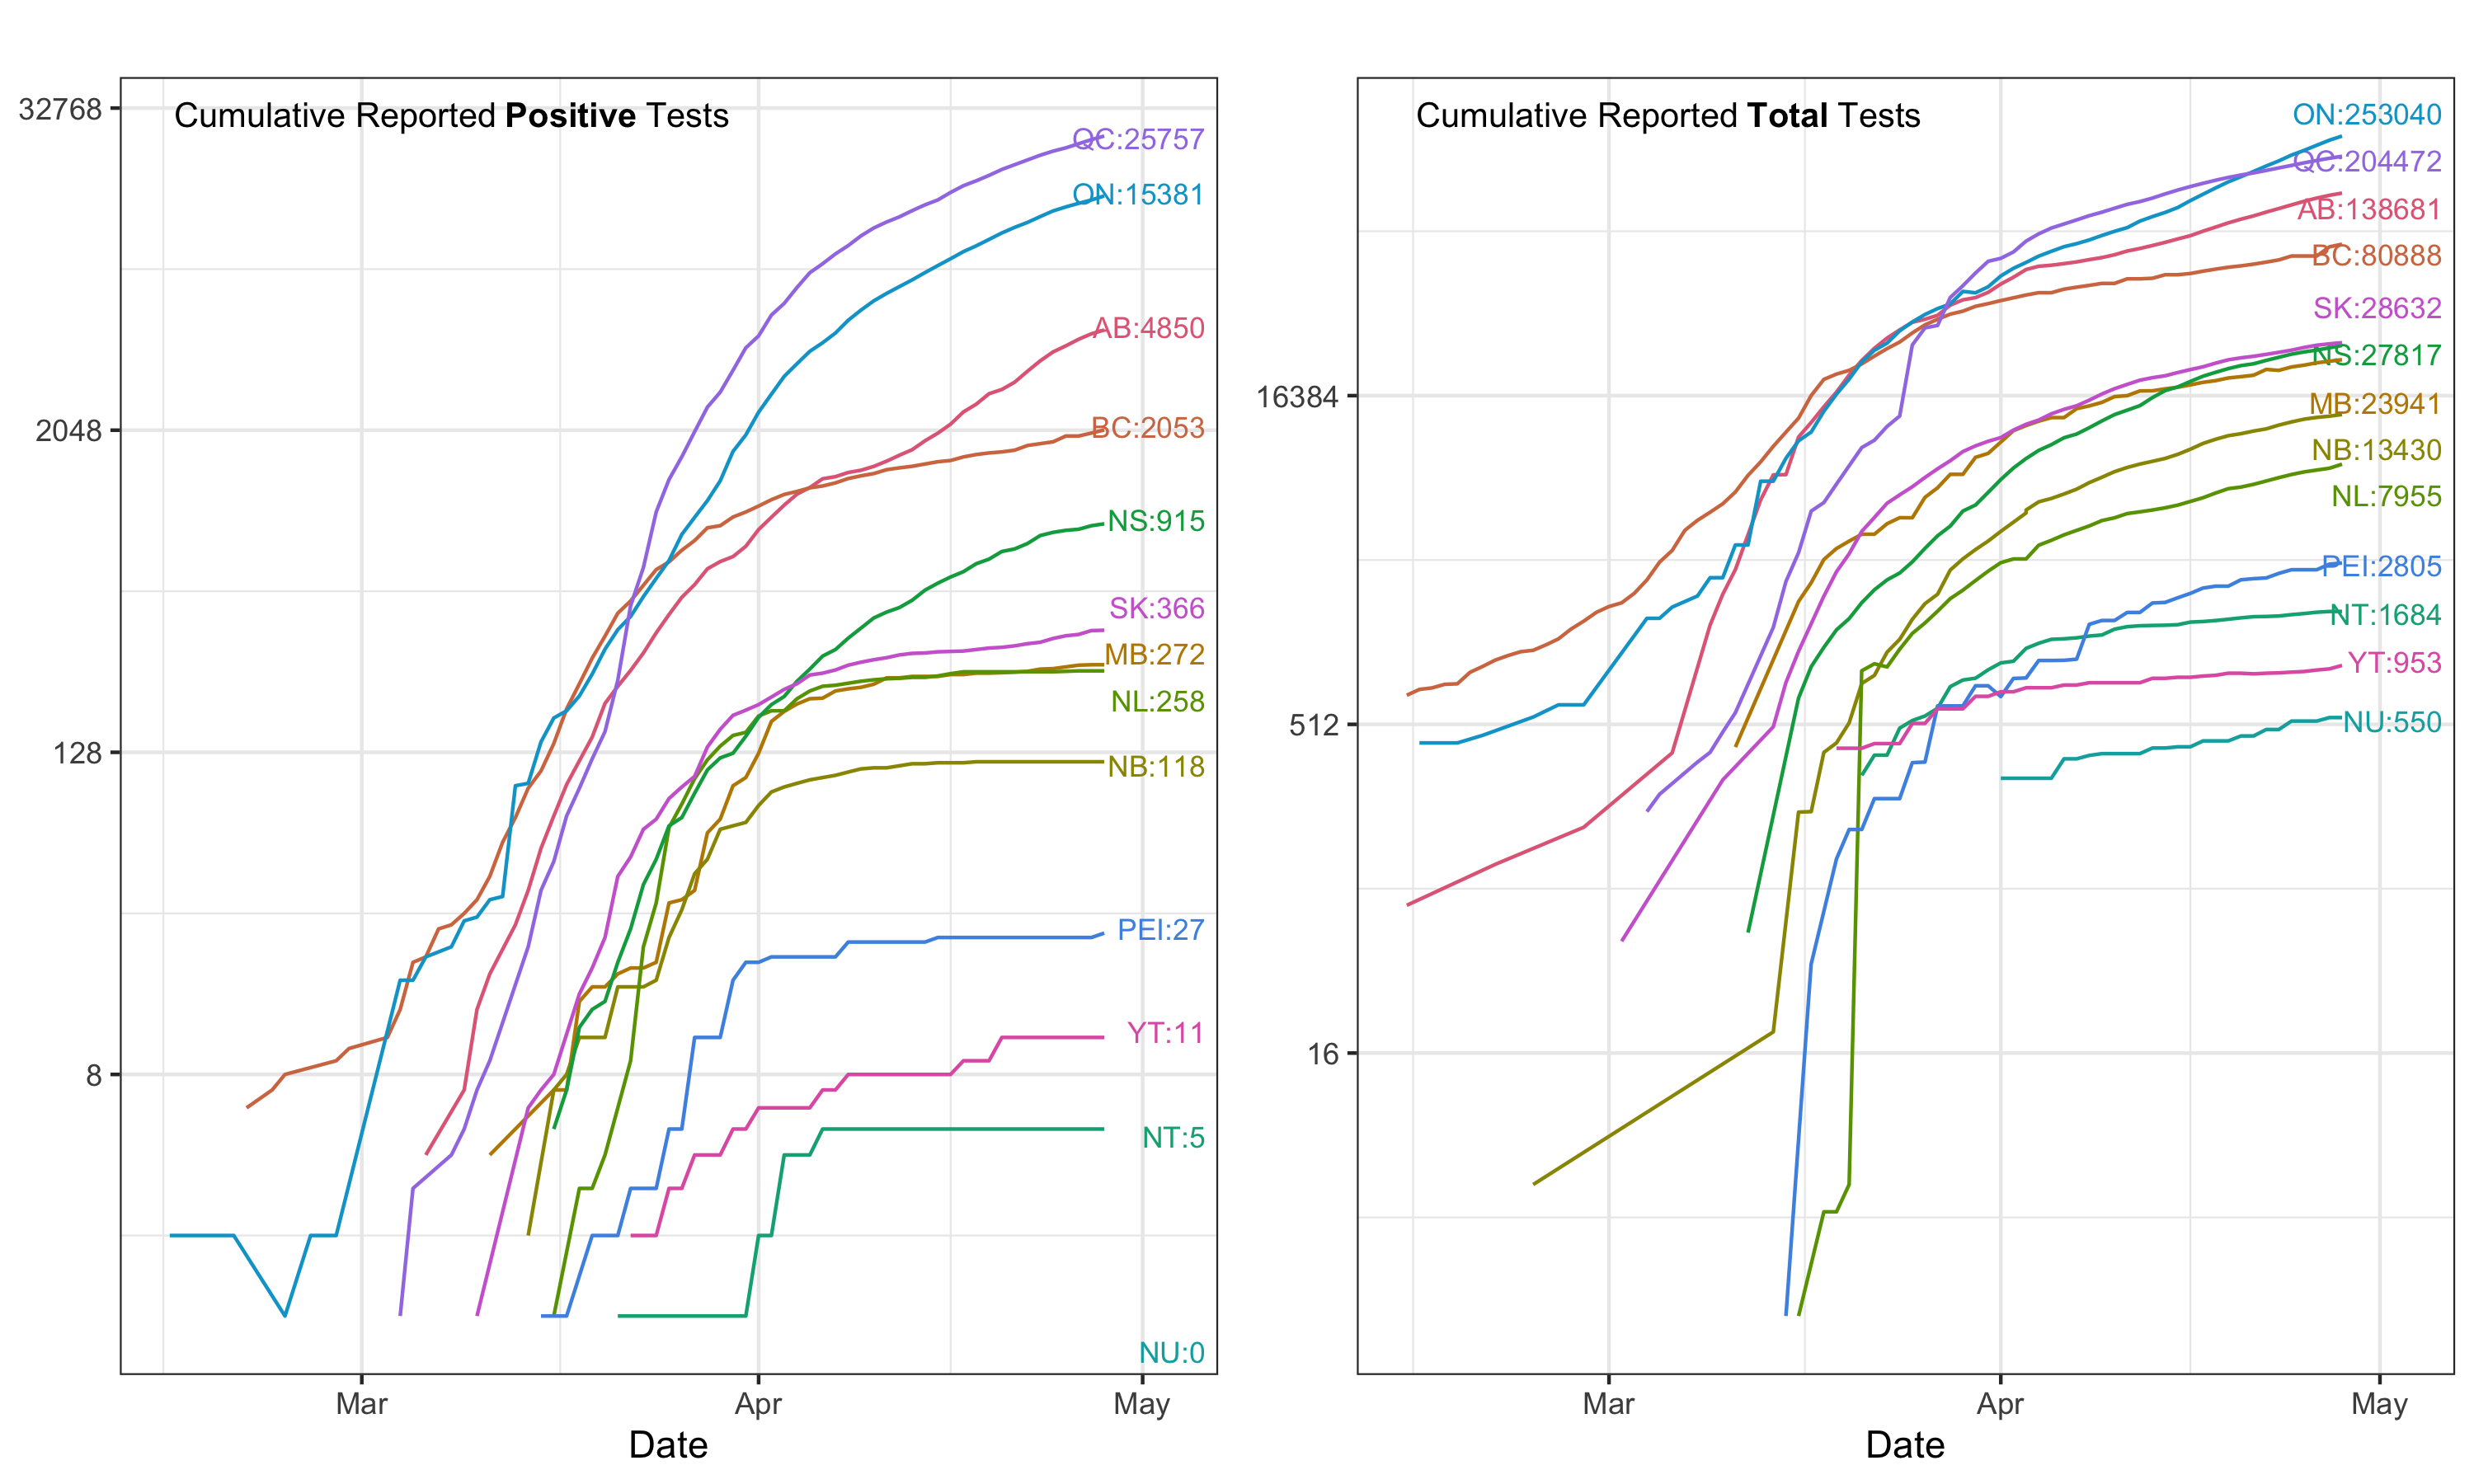 Cumulative Reported Positive Tests
32768
2048
128
8
QC:25757
ON:15381
AB:4850
BC:2053
NS:915
SK:366
MB:272
NL:258
NB:118
PEI:27
YT:11
NT:5
NU:0
Mar Apr May
Date
Cumulative Reported Total Tests
16384
512
16
ON:253040
QC:204472
AB:138681
BC:80888
SK:28632
NS:27817
MB:23941
NB:13430
NL:7955
PEI:2805
NT:1684
YT:953
NU:550
Mar Apr May
Date